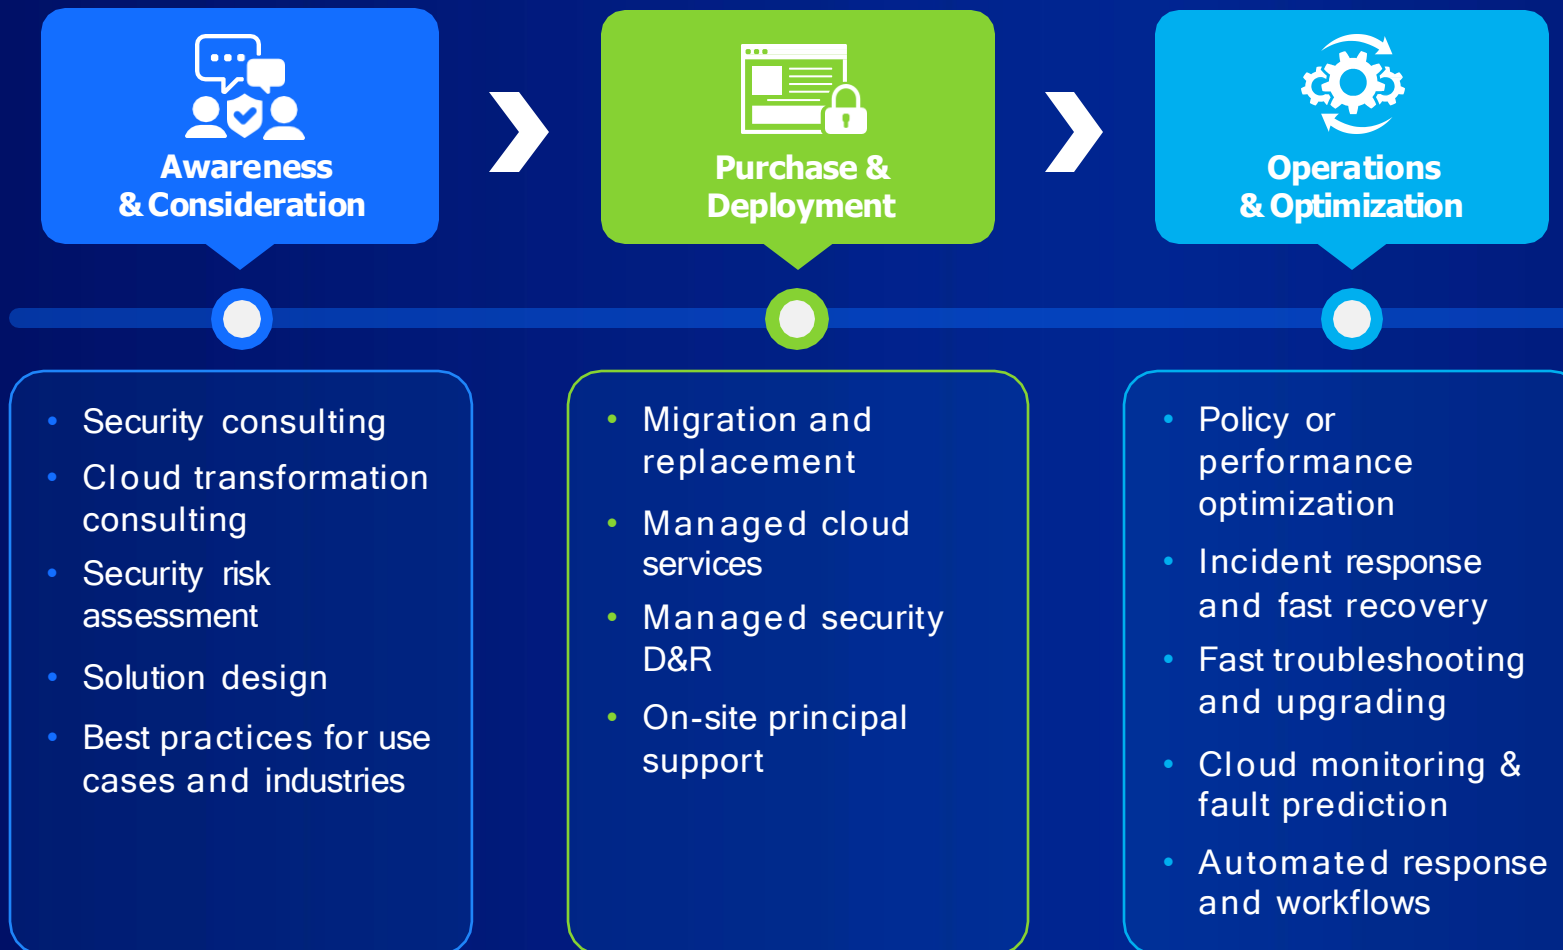 Awareness
& Consideration
Purchase &
Deployment
Operations
& Optimization
• Security consulting
• Cloud transformation
consulting
• Security risk
assessment
• Solution design
• Best practices for use
cases and industries
• Migration and
replacement
• Managed cloud
services
• Managed security
D&R
• On-site principal
support
• Policy or
performance
optimization
• Incident response
and fast recovery
• Fast troubleshooting
and upgrading
• Cloud monitoring &
fault prediction
• Automated response
and workflows